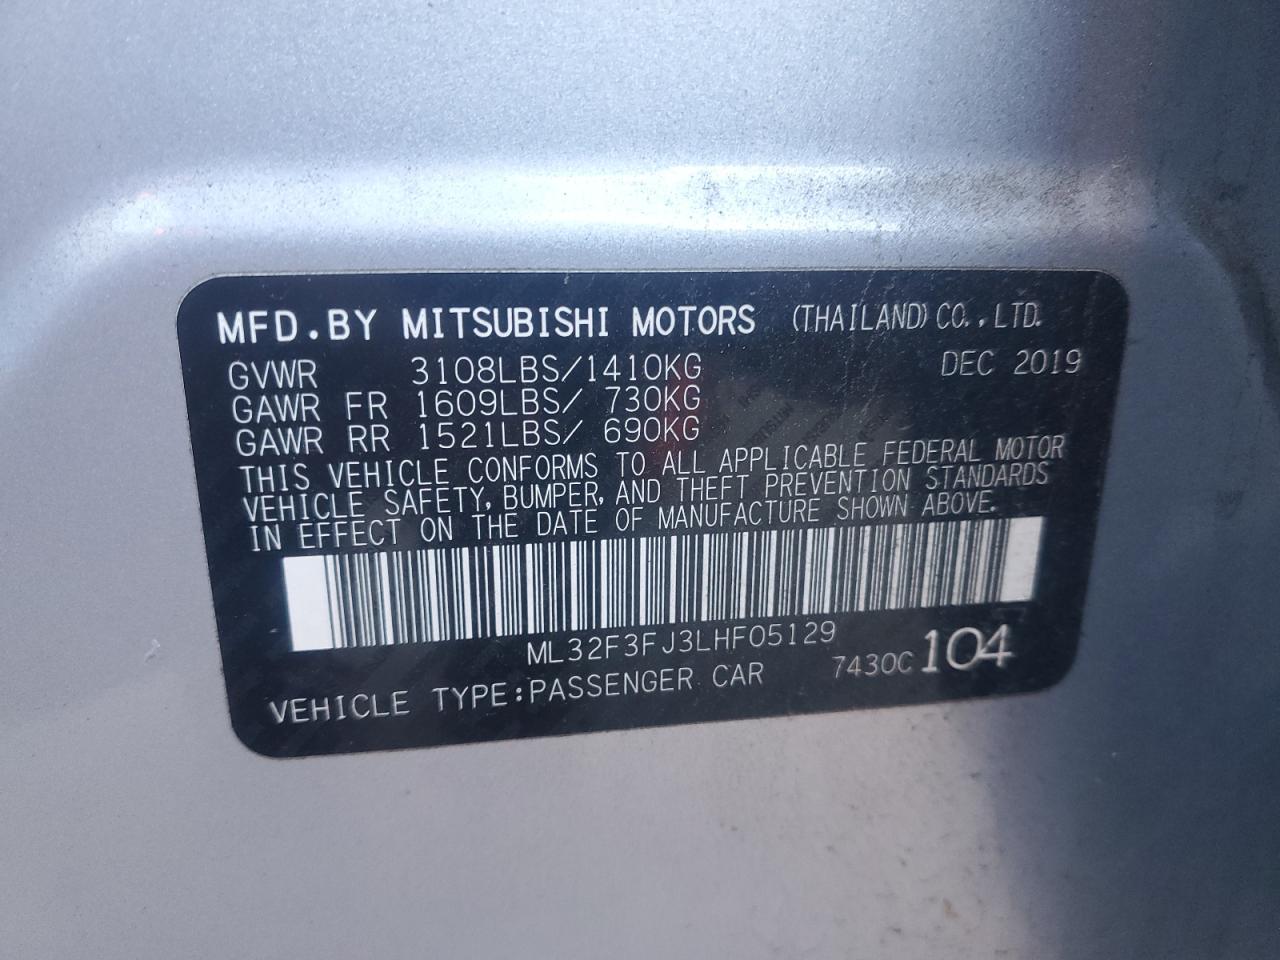 MFD.BY MITSUBISHI MOTORS (THAILAND) CO.,LTD.
GVWR 3108LBS/1410KG DEC 2019
GAWR FR 1609LBS/ 730KG
GAWR RR 1521LBS/ 690KG
THIS VEHICLE CONFORMS TO ALL APPLICABLE FEDERAL MOTOR
VEHICLE SAFETY, BUMPER, AND THEFT PREVENTION STANDARDS
IN EFFECT ON THE DATE OF MANUFACTURE SHOWN ABOVE.
ML32F3FJ3LHF05129
VEHICLE TYPE:PASSENGER CAR 7430C 104